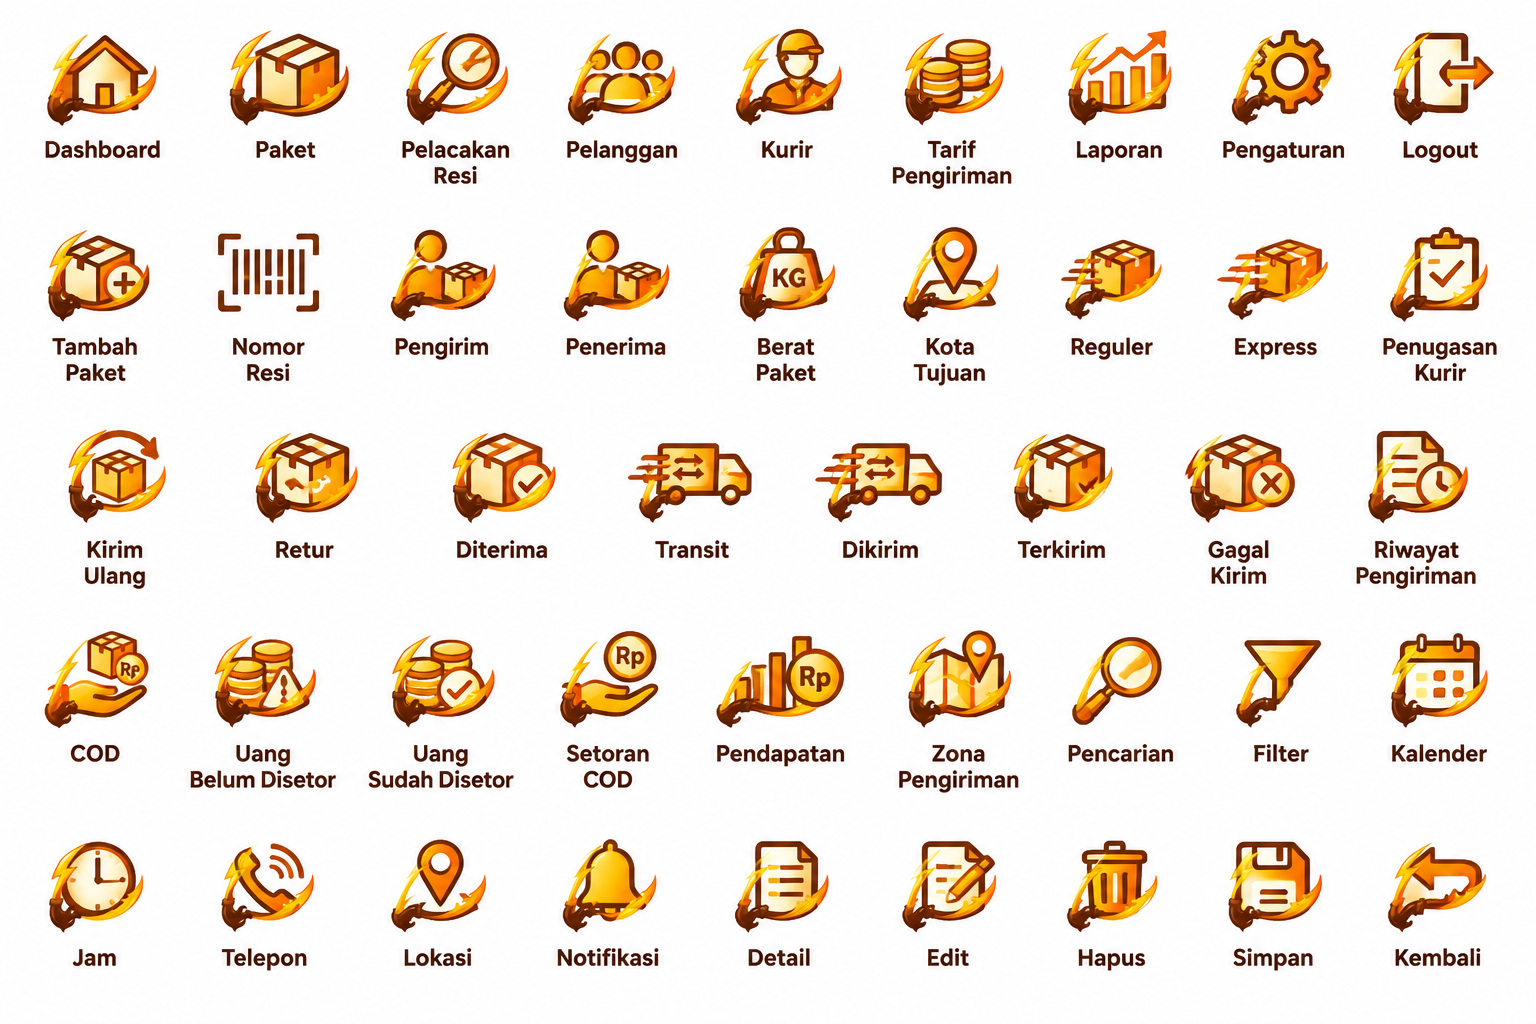 Dashboard
Paket
Pelacakan
Resi
Pelanggan
Kurir
Tarif
Pengiriman
Laporan
Pengaturan
Logout
Tambah
Paket
Nomor
Resi
Pengirim
Penerima
KG
Berat
Paket
Kota
Tujuan
Reguler
Express
Penugasan
Kurir
Kirim
Ulang
Retur
Diterima
Transit
Dikirim
Terkirim
Gagal
Kirim
Riwayat
Pengiriman
Rp
COD
Uang
Belum Disetor
Uang
Sudah Disetor
Rp
Setoran
COD
Rp
Pendapatan
Zona
Pengiriman
Pencarian
Filter
Kalender
Jam
Telepon
Lokasi
Notifikasi
Detail
Edit
Hapus
Simpan
Kembali